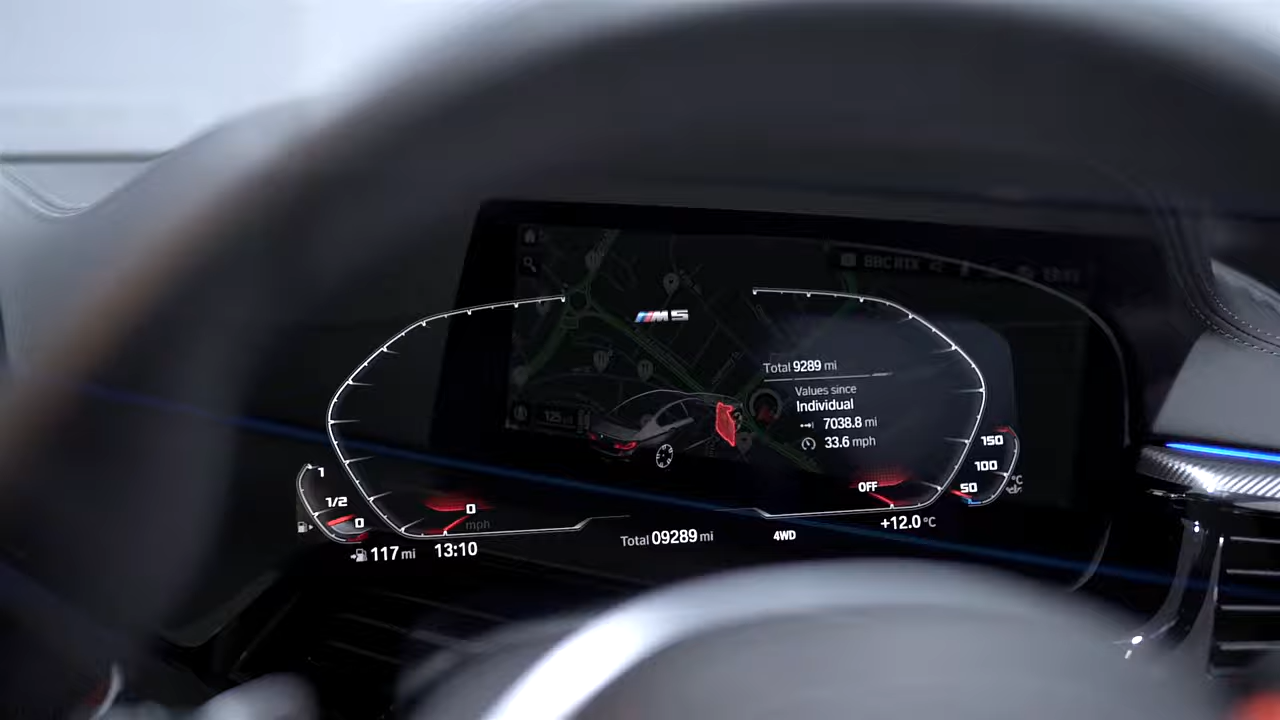 M5
Total 9289 mi
Values since
Individual
7038.8 mi
33.6 mph
150
100
50
°C
OFF
1
1/2
0
0
mph
117 mi
13:10
Total 09289 mi
4WD
+12.0 °C
125